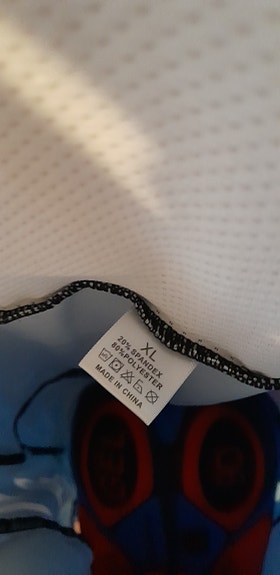 XL
20% SPANDEX
80% POLYESTER
MADE IN CHINA